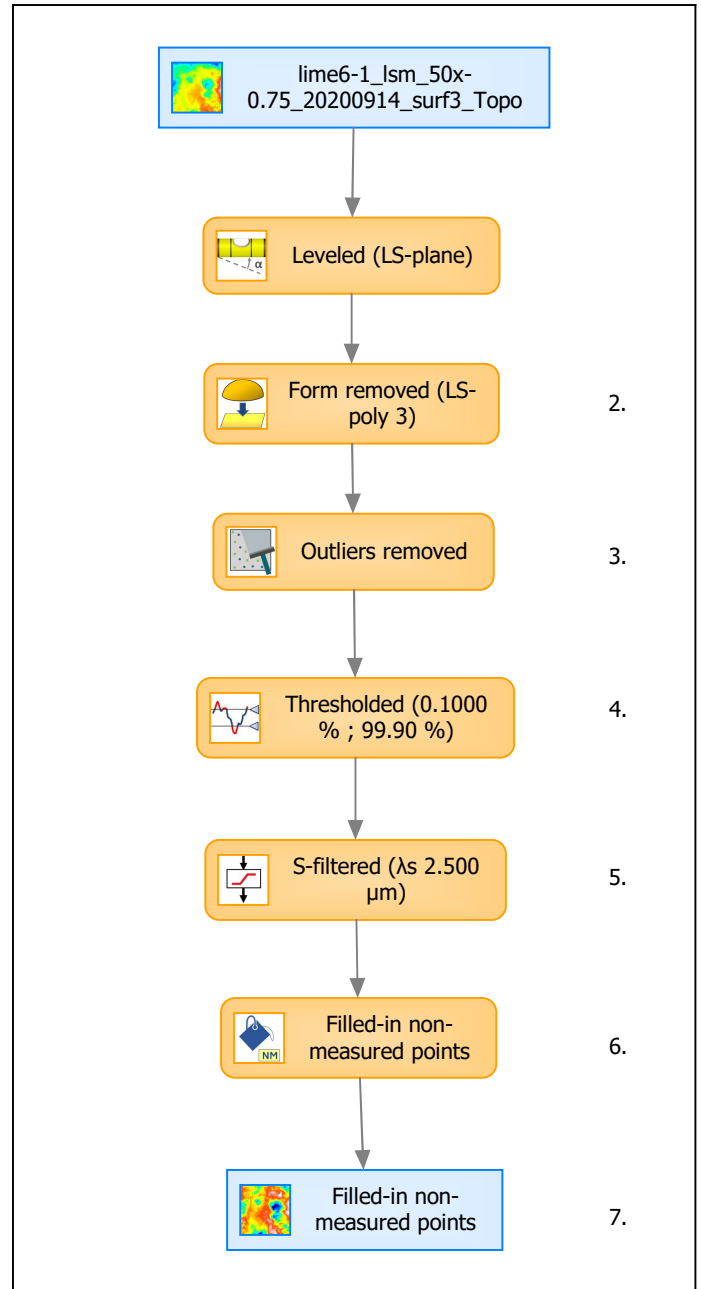 lime6-1_lsm_50x-
0.75_20200914_surf3_Topo
α
Leveled (LS-plane)
Form removed (LS-
poly 3)
2.
Outliers removed
3.
Thresholded (0.1000
% ; 99.90 %)
4.
S-filtered (λs 2.500
µm)
5.
Filled-in non-
measured points
NM
6.
Filled-in non-
measured points
7.